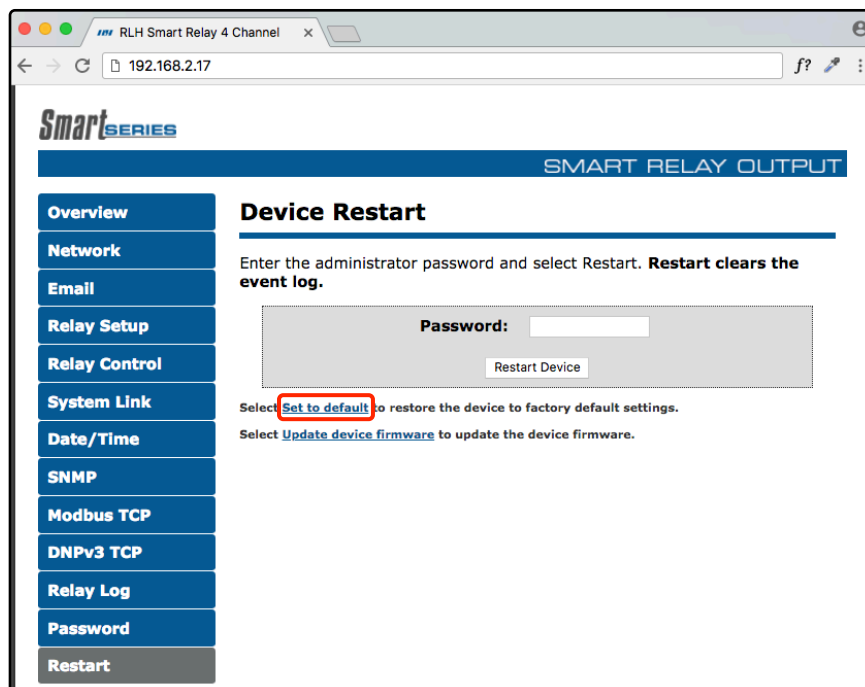 RLH Smart Relay 4 Channel
192.168.2.17
f?
Smart SERIES
SMART RELAY OUTPUT
Overview
Network
Email
Relay Setup
Relay Control
System Link
Date/Time
SNMP
Modbus TCP
DNPv3 TCP
Relay Log
Password
Restart
Device Restart
Enter the administrator password and select Restart. Restart clears the
event log.
Password:
Restart Device
Select Set to default to restore the device to factory default settings.
Select Update device firmware to update the device firmware.